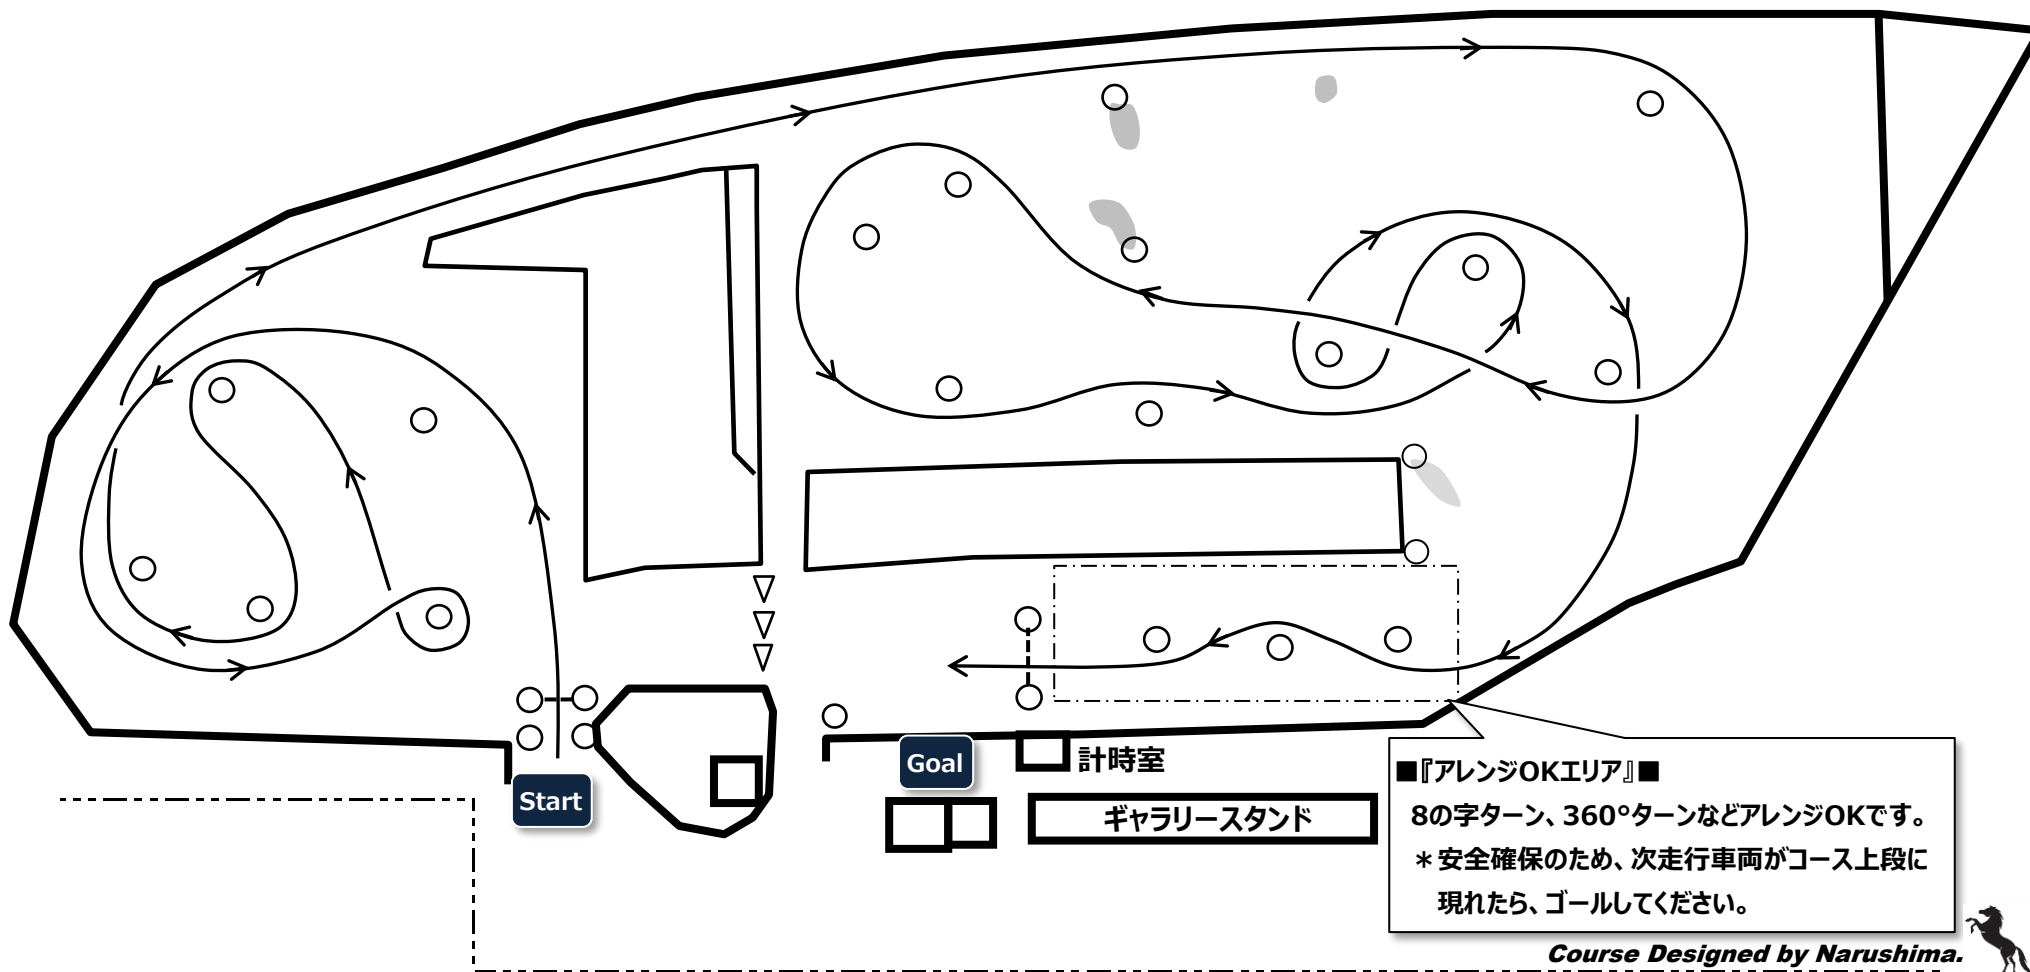 計時室
Goal
Start
ギャラリースタンド
■『アレンジOKエリア』■
8の字ターン、360°ターンなどアレンジOKです。
＊安全確保のため、次走行車両がコース上段に
現れたら、ゴールしてください。
Course Designed by Narushima.